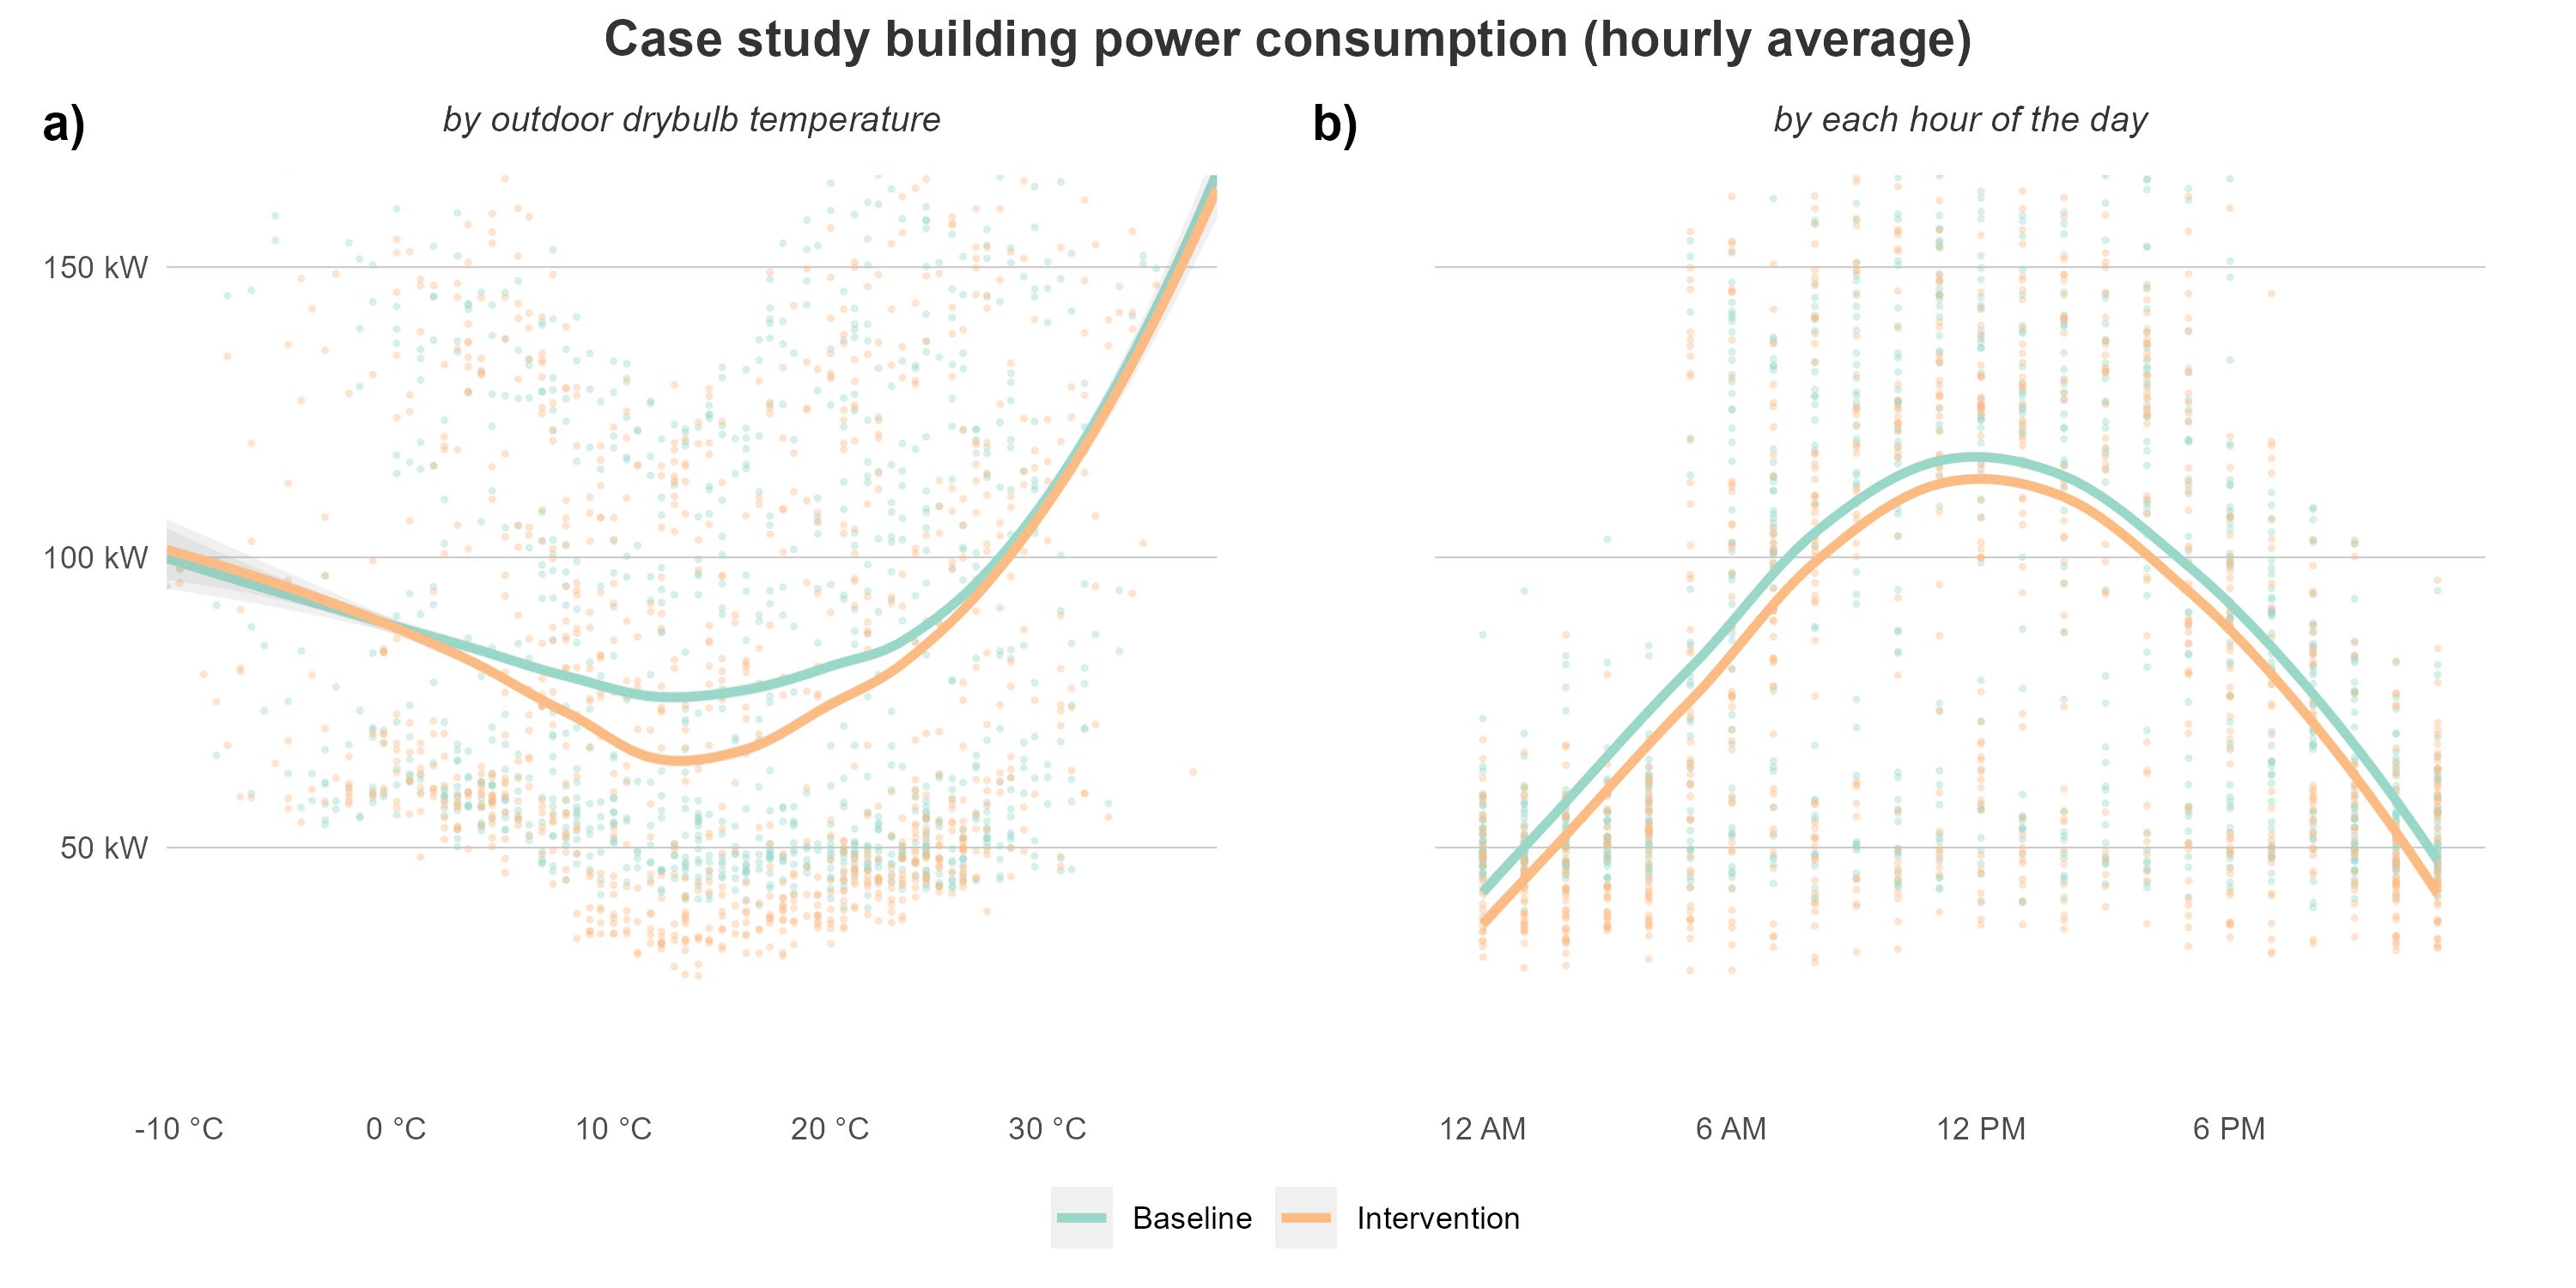 Case study building power consumption (hourly average)
a)
by outdoor drybulb temperature
b)
by each hour of the day
150 kW
100 kW
50 kW
-10 °C
0 °C
10 °C
20 °C
30 °C
12 AM
6 AM
12 PM
6 PM
Baseline
Intervention